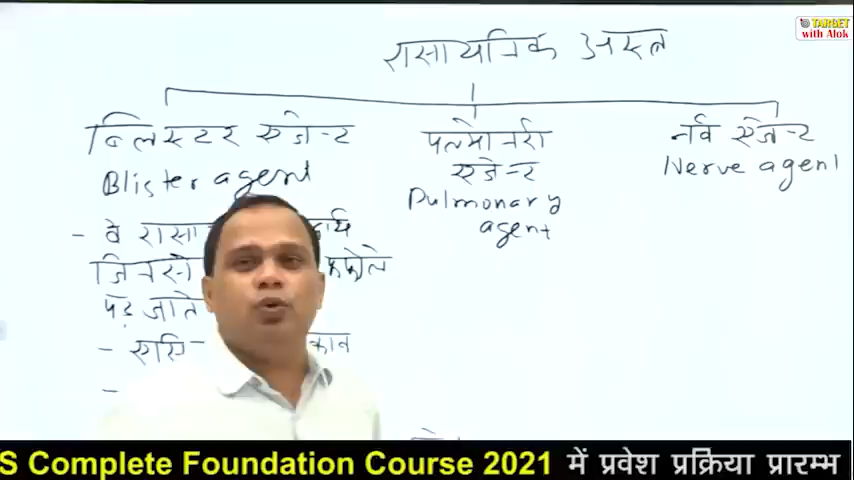 TARGET
with Alok
रासायनिक अस्त्र
ब्लिस्टर एजेन्ट
Blister agent
- वे रासा
जिनसे फफोले
पड़ जाते
पल्मोनरी
एजेन्ट
Pulmonary
agent
नर्व एजेन्ट
Nerve agent
S Complete Foundation Course 2021 में प्रवेश प्रक्रिया प्रारम्भ